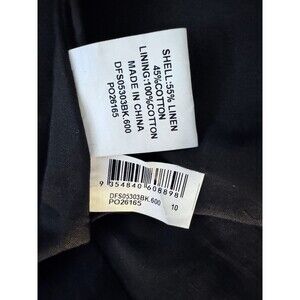 SHELL:55% LINEN
45%COTTON
LINING:100%COTTON
MADE IN CHINA
DFS05303BK.600
PO26165
9 354840 608898
DFS05303BK.600
PO26165
10